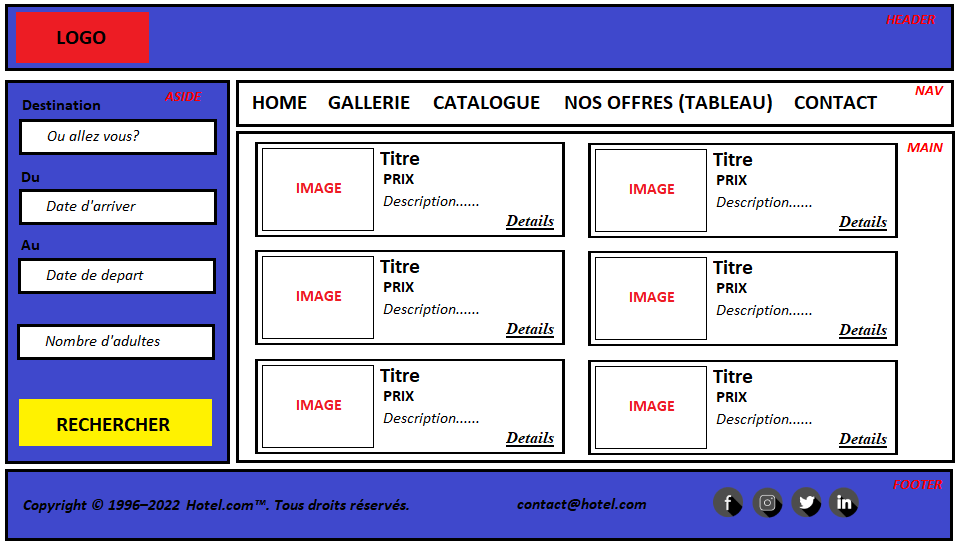 LOGO
HEADER
ASIDE
Destination
Ou allez vous?
Du
Date d'arriver
Au
Date de depart
Nombre d'adultes
RECHERCHER
NAV
HOME GALLERIE CATALOGUE NOS OFFRES (TABLEAU) CONTACT
MAIN
IMAGE
Titre
PRIX
Description......
Details
IMAGE
Titre
PRIX
Description......
Details
IMAGE
Titre
PRIX
Description......
Details
IMAGE
Titre
PRIX
Description......
Details
IMAGE
Titre
PRIX
Description......
Details
IMAGE
Titre
PRIX
Description......
Details
FOOTER
Copyright © 1996–2022 Hotel.com™. Tous droits réservés. contact@hotel.com f in